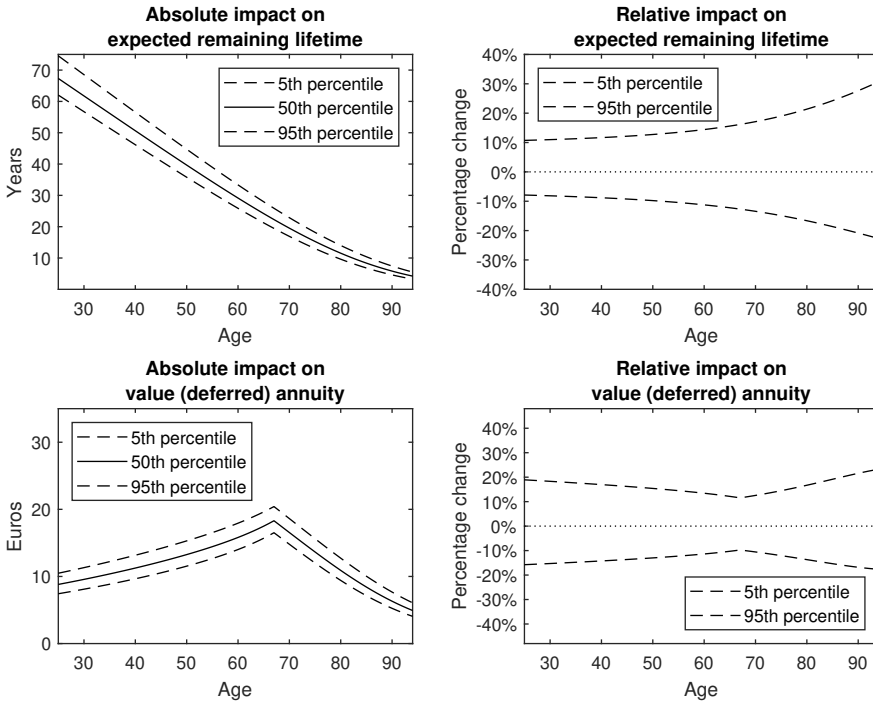 Absolute impact on
expected remaining lifetime
70
60
50
40
30
20
10
Years
5th percentile
50th percentile
95th percentile
30 40 50 60 70 80 90
Age
Relative impact on
expected remaining lifetime
40%
30%
20%
10%
0%
-10%
-20%
-30%
-40%
Percentage change
5th percentile
95th percentile
30 40 50 60 70 80 90
Age
Absolute impact on
value (deferred) annuity
30
20
10
0
Euros
5th percentile
50th percentile
95th percentile
30 40 50 60 70 80 90
Age
Relative impact on
value (deferred) annuity
40%
30%
20%
10%
0%
-10%
-20%
-30%
-40%
Percentage change
5th percentile
95th percentile
30 40 50 60 70 80 90
Age